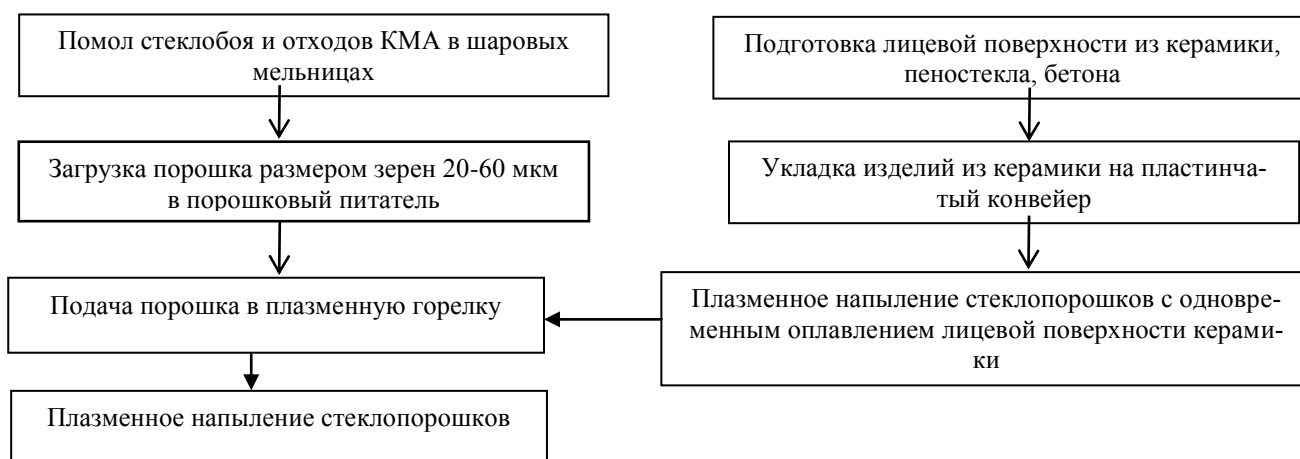 Помол стеклобоя и отходов КМА в шаровых
мельницах
Подготовка лицевой поверхности из керамики,
пеностекла, бетона
Загрузка порошка размером зерен 20-60 мкм
в порошковый питатель
Укладка изделий из керамики на пластинча-
тый конвейер
Подача порошка в плазменную горелку
Плазменное напыление стеклопорошков с одновре-
менным оплавлением лицевой поверхности керами-
ки
Плазменное напыление стеклопорошков